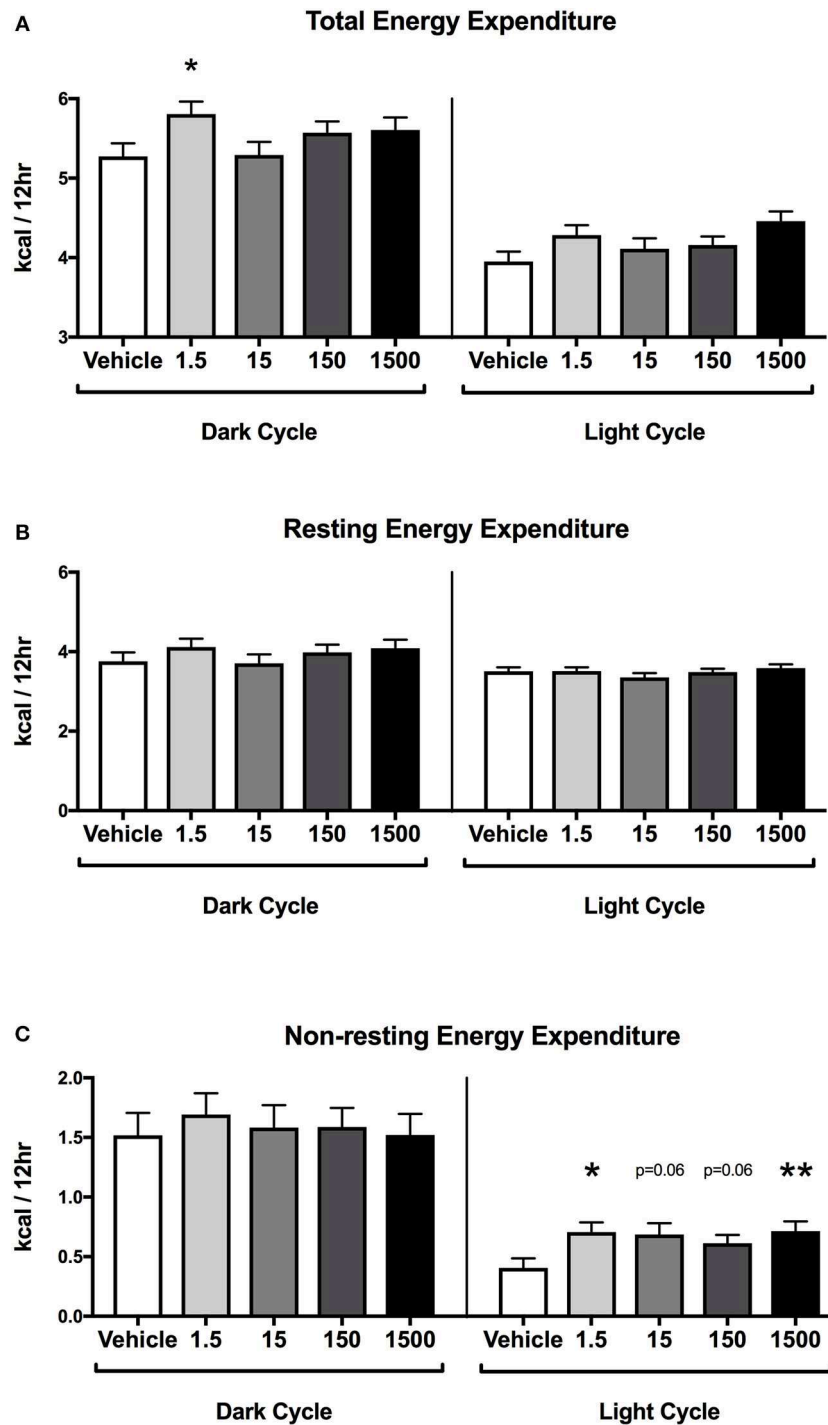 A
Total Energy Expenditure
*
6
5
4
3
kcal / 12hr
Vehicle 1.5 15 150 1500 Vehicle 1.5 15 150 1500
Dark Cycle Light Cycle
B
Resting Energy Expenditure
6
4
2
0
kcal / 12hr
Vehicle 1.5 15 150 1500 Vehicle 1.5 15 150 1500
Dark Cycle Light Cycle
C
Non-resting Energy Expenditure
2.0
1.5
1.0
0.5
0.0
kcal / 12hr
* p=0.06 p=0.06 **
Vehicle 1.5 15 150 1500 Vehicle 1.5 15 150 1500
Dark Cycle Light Cycle